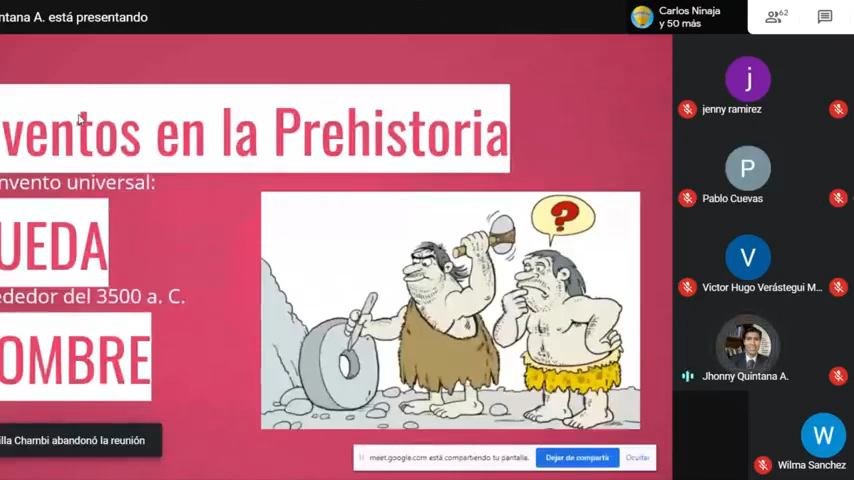 ntana A. está presentando
Carlos Ninaja
y 50 más
62
ventos en la Prehistoria
nvento universal:
UEDA
ededor del 3500 a. C.
OMBRE
?
illa Chambi abandonó la reunión
meet.google.com está compartiendo tu pantalla.
Dejar de compartir
Ocultar
j
jenny ramirez
P
Pablo Cuevas
V
Victor Hugo Verástegui M...
Jhonny Quintana A.
W
Wilma Sanchez